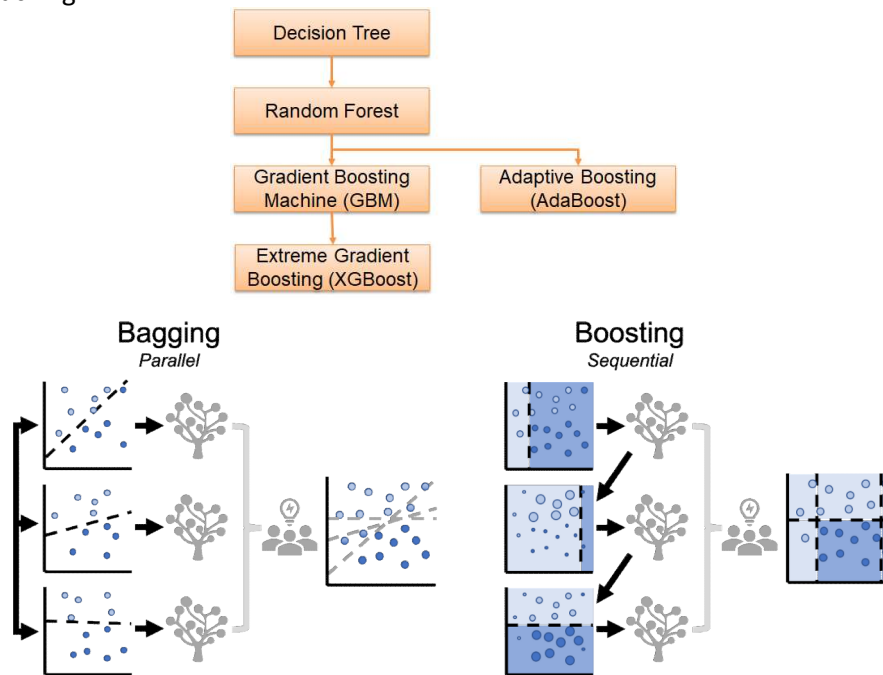 Decision Tree
Random Forest
Gradient Boosting
Machine (GBM)
Adaptive Boosting
(AdaBoost)
Extreme Gradient
Boosting (XGBoost)
Bagging
Parallel
Boosting
Sequential